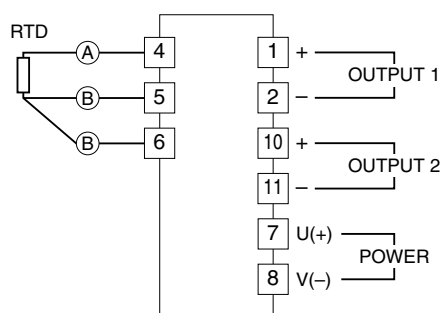 RTD
A 4 1 +
OUTPUT 1
B 5 2 –
B 6 10 +
OUTPUT 2
11 –
7 U(+)
POWER
8 V(–)